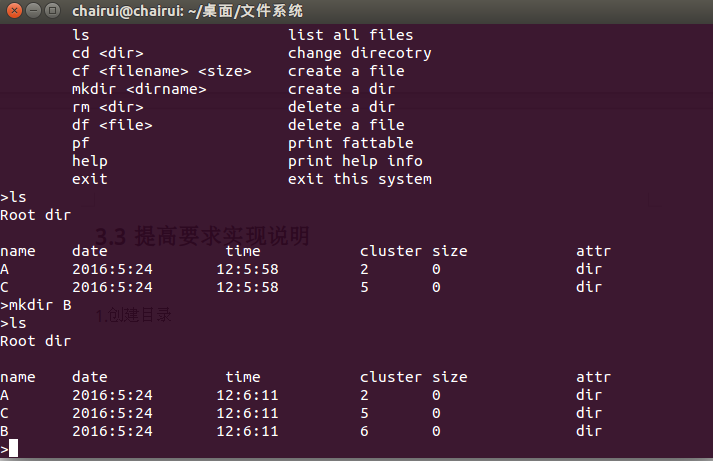 chairui@chairui: ~/桌面/文件系统
ls list all files
cd <dir> change direcotry
cf <filename> <size> create a file
mkdir <dirname> create a dir
rm <dir> delete a dir
df <file> delete a file
pf print fattable
help print help info
exit exit this system
>ls
Root dir
3.3 提高要求实现说明
name date time cluster size attr
A 2016:5:24 12:5:58 2 0 dir
C 2016:5:24 12:5:58 5 0 dir
>mkdir B
1.创建目录
>ls
Root dir
name date time cluster size attr
A 2016:5:24 12:6:11 2 0 dir
C 2016:5:24 12:6:11 5 0 dir
B 2016:5:24 12:6:11 6 0 dir
>